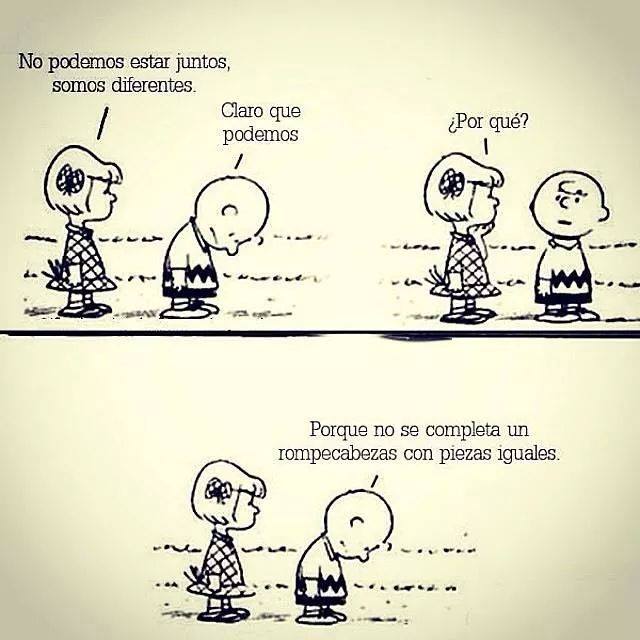 No podemos estar juntos,
somos diferentes.
Claro que
podemos
¿Por qué?
Porque no se completa un
rompecabezas con piezas iguales.